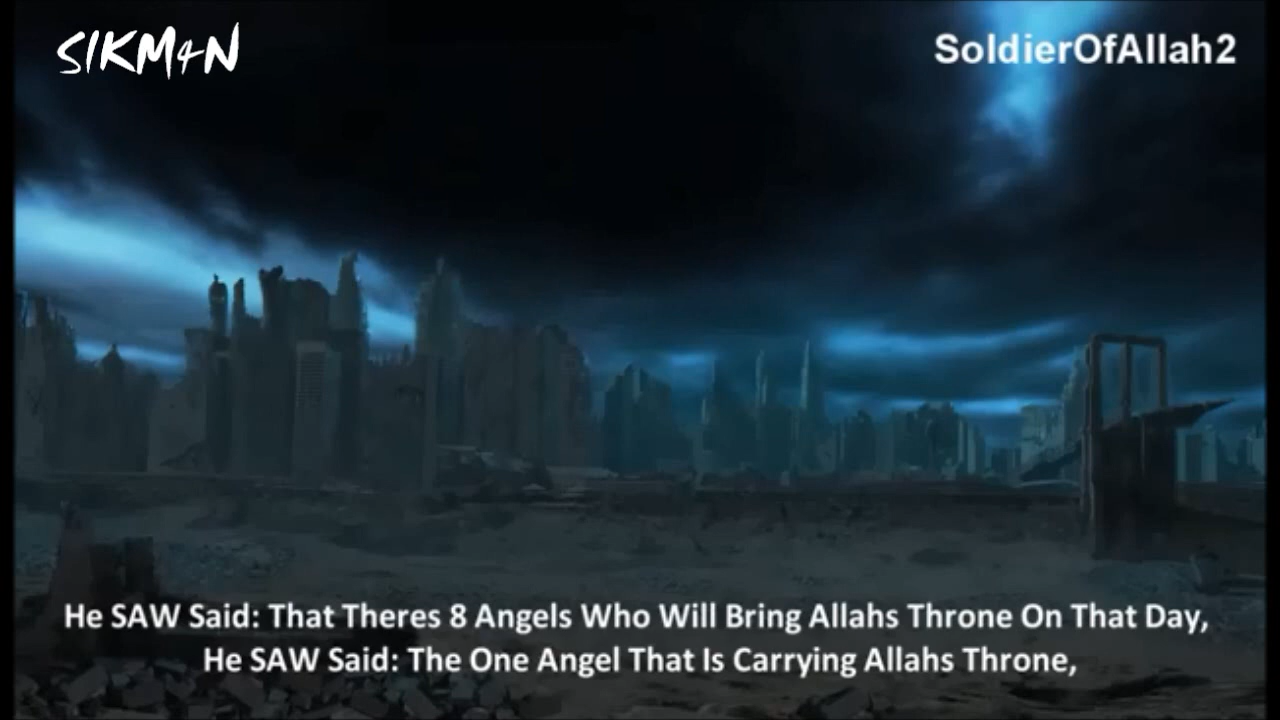 SIKM4N
SoldierOfAllah2
He SAW Said: That Theres 8 Angels Who Will Bring Allahs Throne On That Day,
He SAW Said: The One Angel That Is Carrying Allahs Throne,